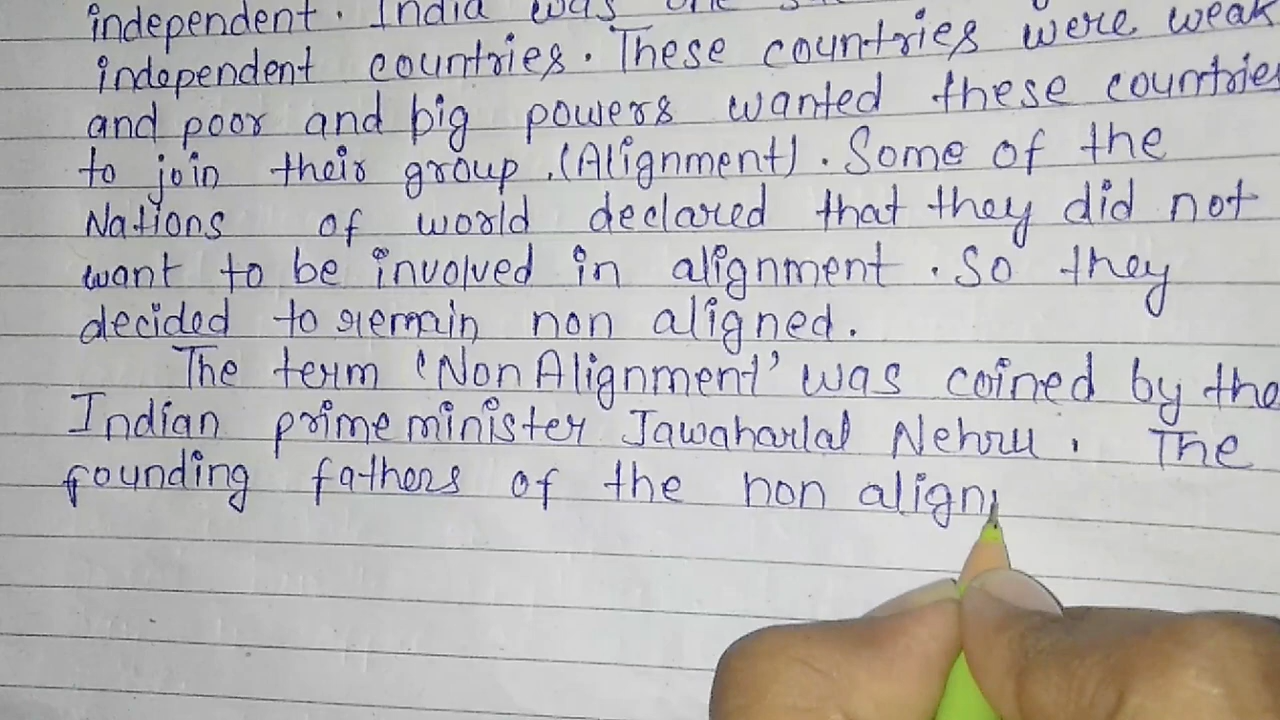 independent. India was one
independent countries. These countries were weak
and poor and big powers wanted these countries
to join their group. (Alignment). Some of the
Nations of world declared that they did not
want to be involved in alignment. So they
decided to remain non aligned.
The term 'Non Alignment' was coined by the
Indian prime minister Jawaharlal Nehru. The
founding fathers of the non align